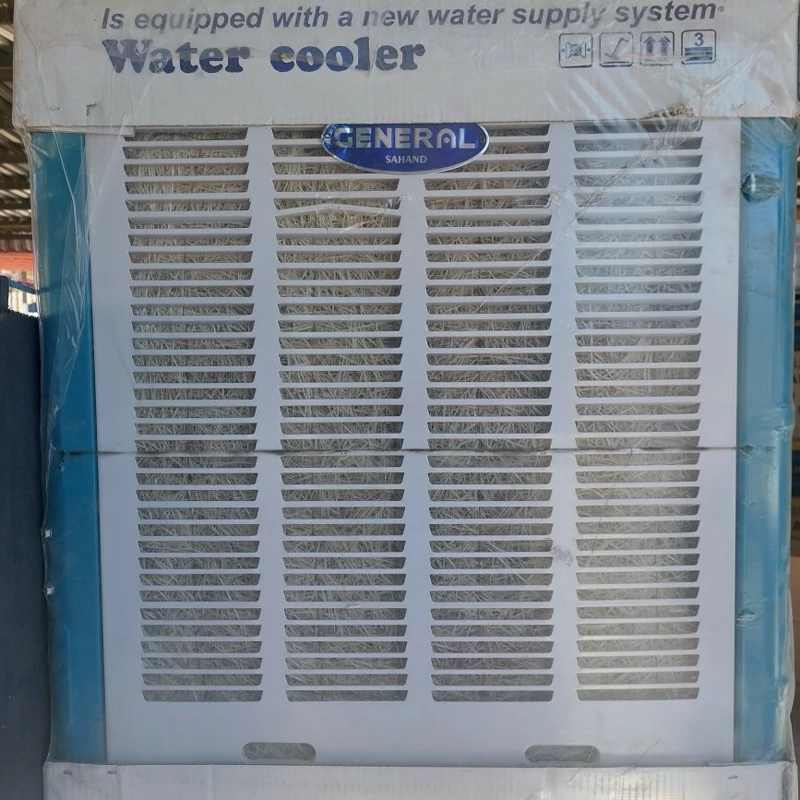 Is equipped with a new water supply system
Water cooler
3
GENERAL
SAHAND